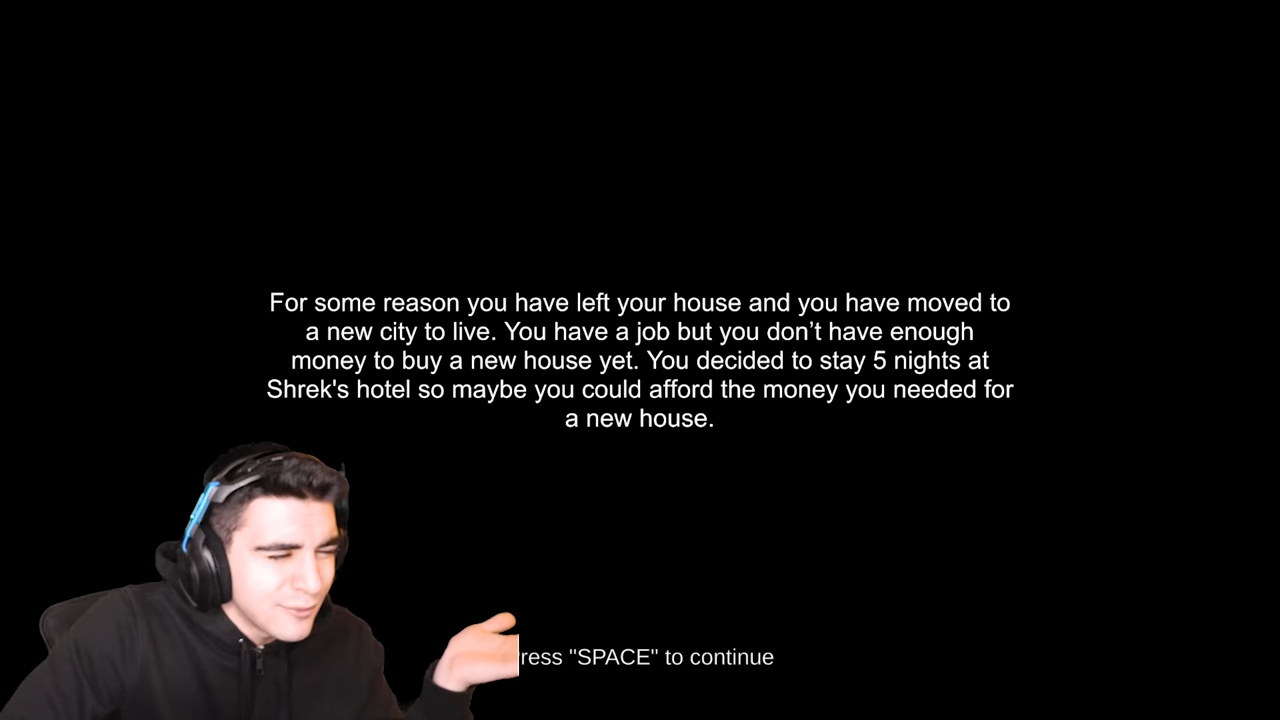 For some reason you have left your house and you have moved to
a new city to live. You have a job but you don’t have enough
money to buy a new house yet. You decided to stay 5 nights at
Shrek's hotel so maybe you could afford the money you needed for
a new house.
ress "SPACE" to continue